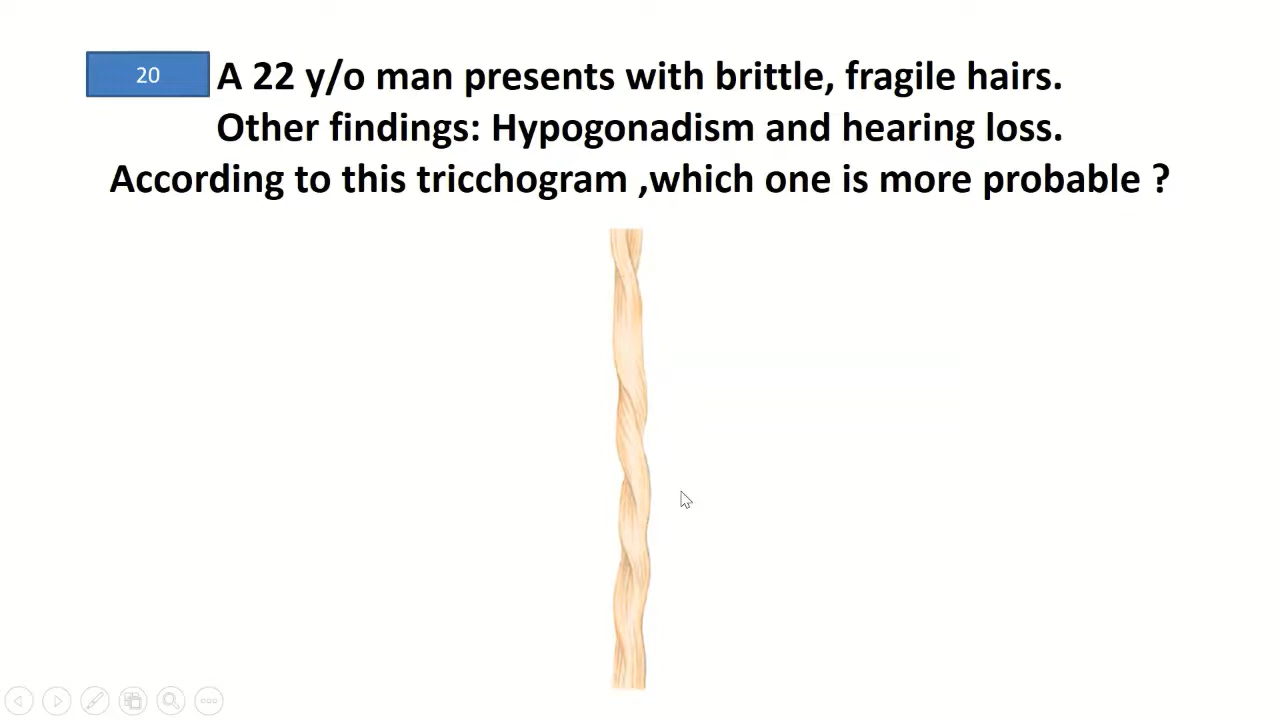 20
A 22 y/o man presents with brittle, fragile hairs.
Other findings: Hypogonadism and hearing loss.
According to this tricchogram ,which one is more probable ?